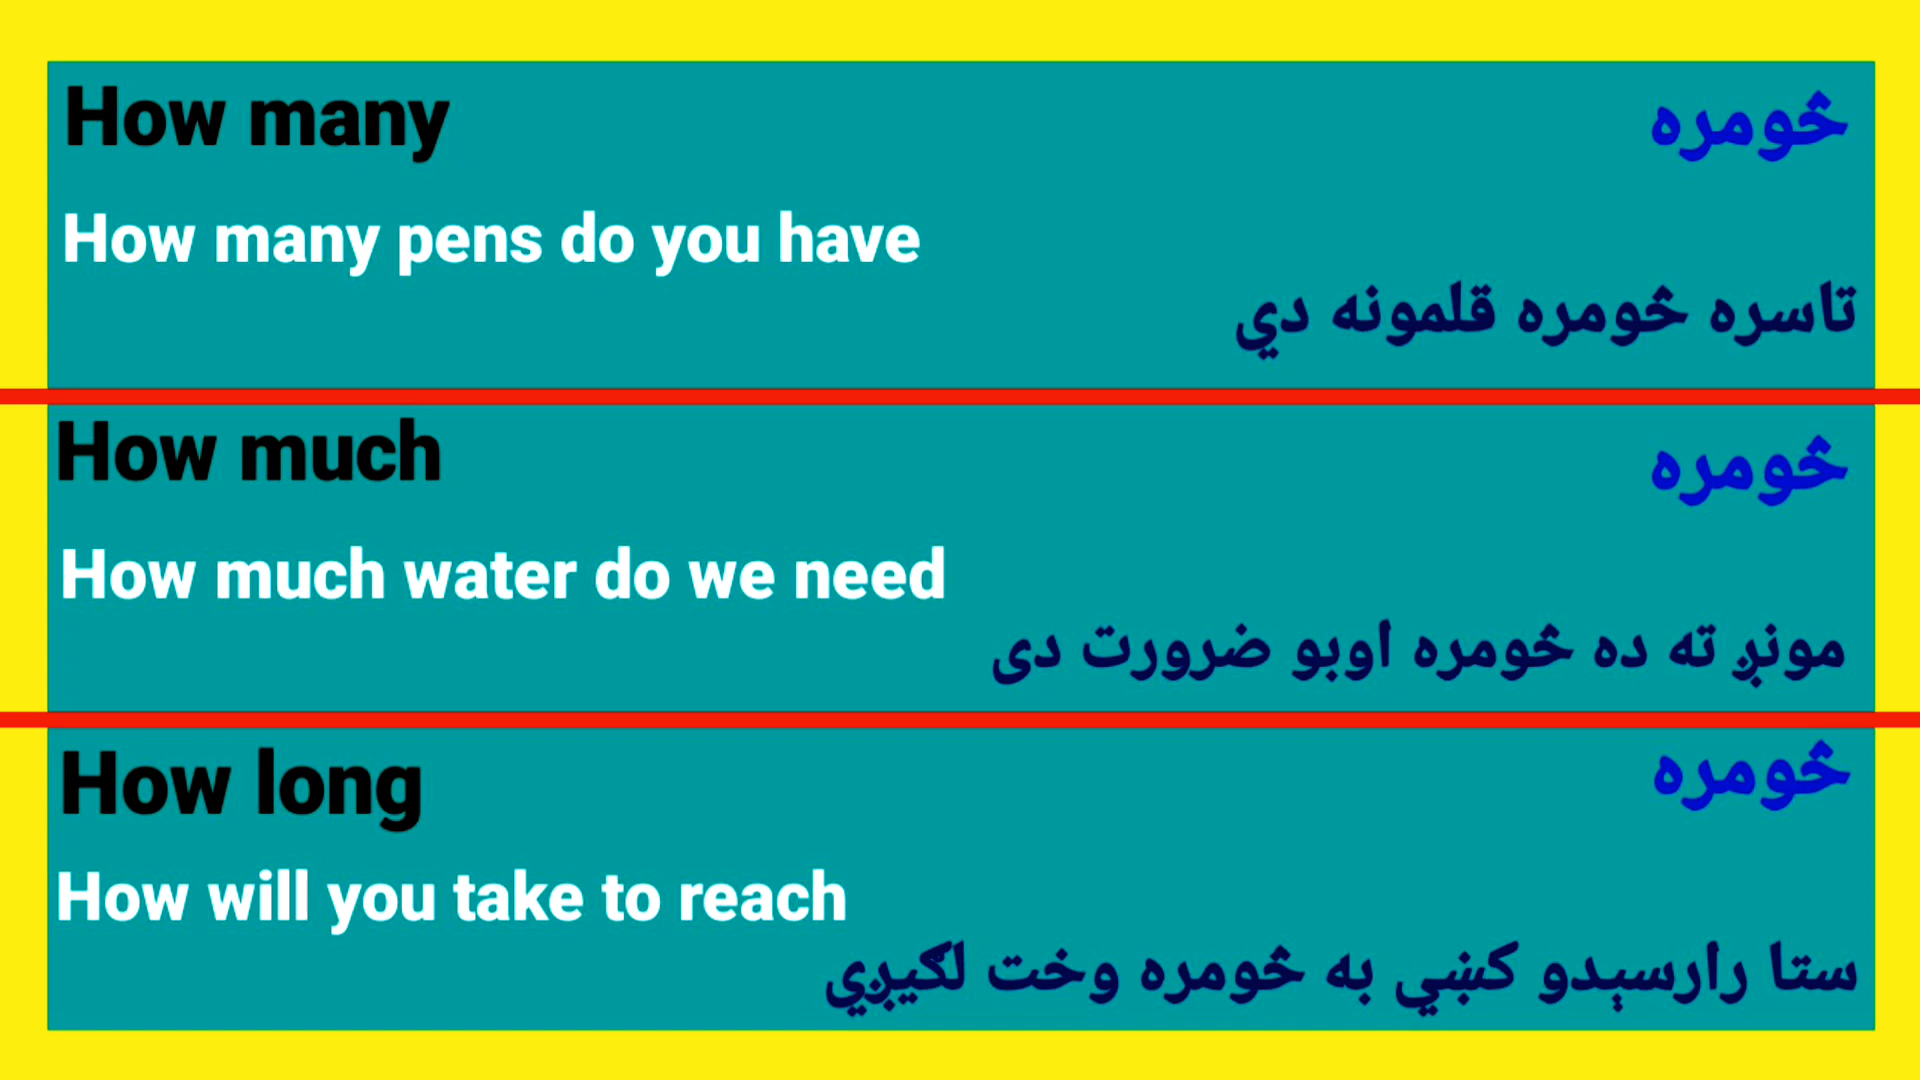 How many
څومره
How many pens do you have
تاسره څومره قلمونه دي
How much
څومره
How much water do we need
مونږ ته ده څومره اوبو ضرورت دی
How long
څومره
How will you take to reach
ستا رارسېدو کښي به څومره وخت لګيږي